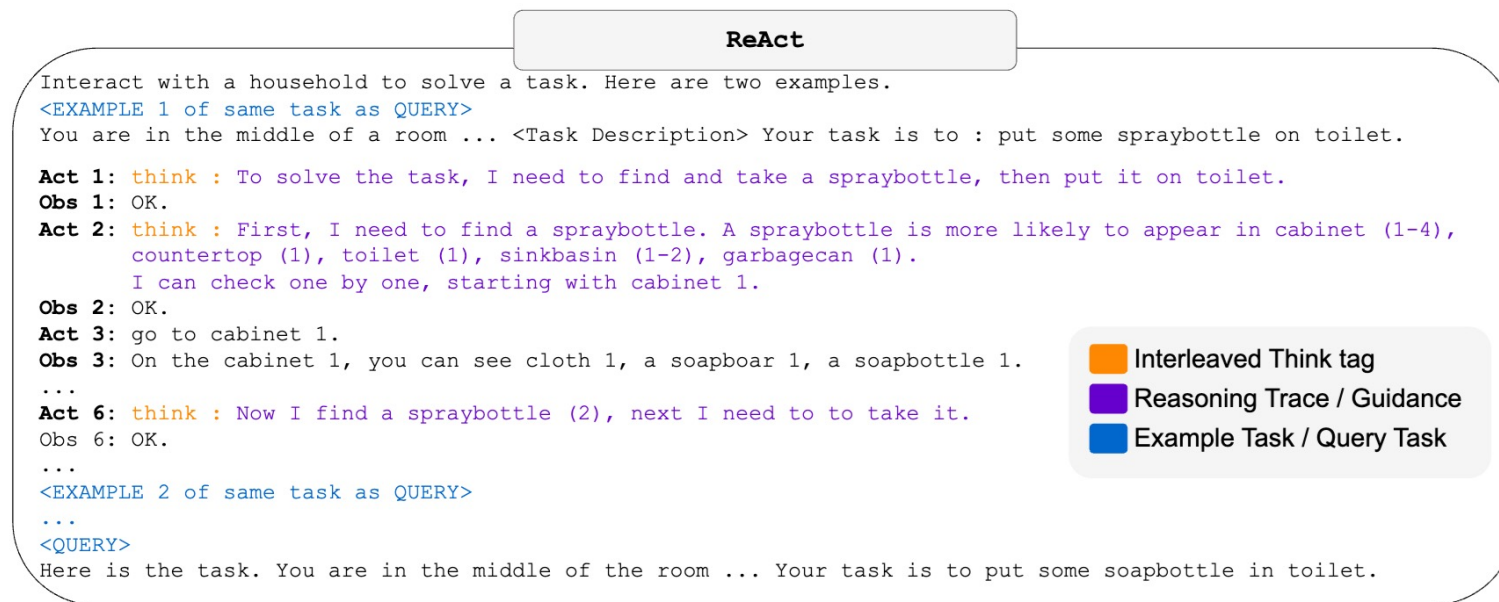 ReAct
Interact with a household to solve a task. Here are two examples.
<EXAMPLE 1 of same task as QUERY>
You are in the middle of a room ... <Task Description> Your task is to : put some spraybottle on toilet.
Act 1: think : To solve the task, I need to find and take a spraybottle, then put it on toilet.
Obs 1: OK.
Act 2: think : First, I need to find a spraybottle. A spraybottle is more likely to appear in cabinet (1-4),
countertop (1), toilet (1), sinkbasin (1-2), garbagecan (1).
I can check one by one, starting with cabinet 1.
Obs 2: OK.
Act 3: go to cabinet 1.
Obs 3: On the cabinet 1, you can see cloth 1, a soapboar 1, a soapbottle 1.
...
Act 6: think : Now I find a spraybottle (2), next I need to to take it.
Obs 6: OK.
...
<EXAMPLE 2 of same task as QUERY>
...
<QUERY>
Here is the task. You are in the middle of the room ... Your task is to put some soapbottle in toilet.
Interleaved Think tag
Reasoning Trace / Guidance
Example Task / Query Task